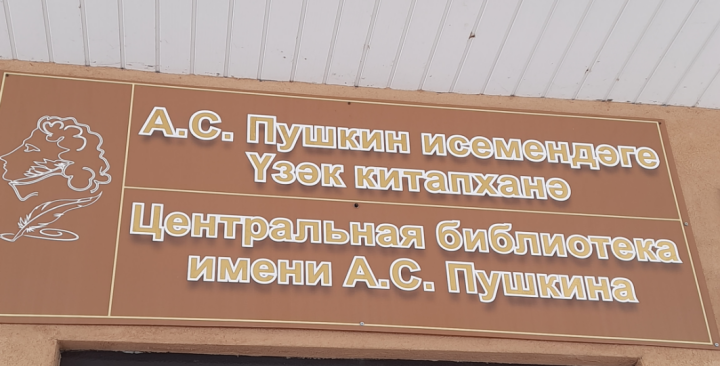 А.С. Пушкин исемендәге
Үзәк китапханә
Центральная библиотека
имени А.С. Пушкина